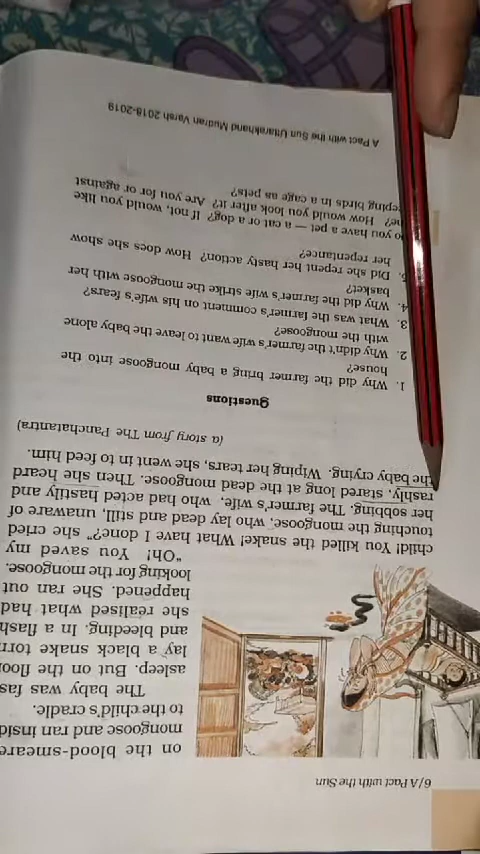 6/A Pact with the Sun
on the blood-smeare
mongoose and ran insid
to the child's cradle.
The baby was fas
asleep. But on the floor
lay a black snake torn
and bleeding. In a flash
she realised what had
happened. She ran out
looking for the mongoose.
"Oh! You saved my
child! You killed the snake! What have I done?" she cried
touching the mongoose, who lay dead and still, unaware of
her sobbing. The farmer's wife, who had acted hastily and
rashly, stared long at the dead mongoose. Then she heard
the baby crying. Wiping her tears, she went in to feed him.
(a story from The Panchatantra)
Questions
1. Why did the farmer bring a baby mongoose into the
house?
2. Why didn't the farmer's wife want to leave the baby alone
with the mongoose?
3. What was the farmer's comment on his wife's fears?
4. Why did the farmer's wife strike the mongoose with her
basket?
5. Did she repent her hasty action? How does she show
her repentance?
o you have a pet — a cat or a dog? If not, would you like
ne? How would you look after it? Are you for or against
eping birds in a cage as pets?
A Pact with the Sun Uttarakhand Mudran Varsh 2018-2019